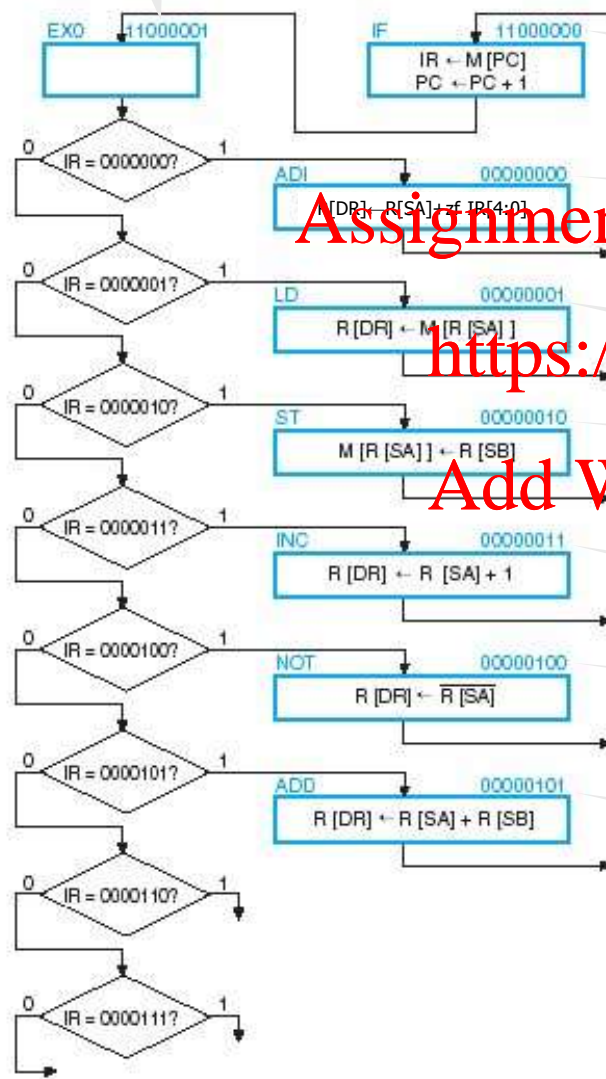 EX0 11000001
IF 11000000
IR ← M [PC]
PC ← PC + 1
0 IR = 0000000? 1
ADI 00000000
R[DR]←R[SA]+zf IR[4:0]
Assignmen
0 IR = 0000001? 1
LD 00000001
R [DR] ← M [R [SA] ]
https:/
0 IR = 0000010? 1
ST 00000010
M [R [SA] ] ← R [SB]
Add W
0 IR = 0000011? 1
INC 00000011
R [DR] ← R [SA] + 1
0 IR = 0000100? 1
NOT 00000100
R [DR] ← R [SA]
0 IR = 0000101? 1
ADD 00000101
R [DR] ← R [SA] + R [SB]
0 IR = 0000110? 1
0 IR = 0000111? 1